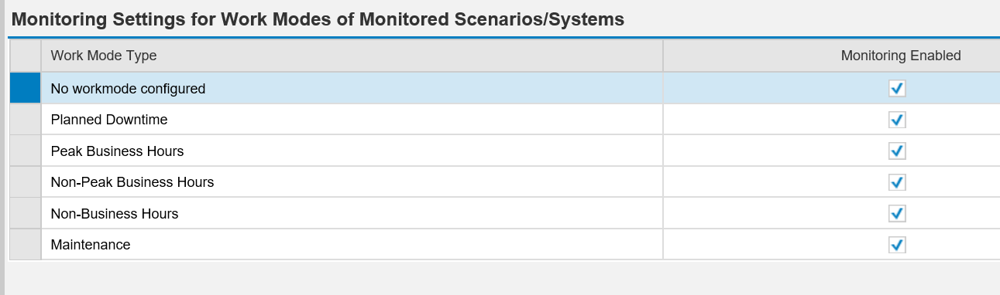 Monitoring Settings for Work Modes of Monitored Scenarios/Systems
Work Mode Type Monitoring Enabled
No workmode configured
Planned Downtime
Peak Business Hours
Non-Peak Business Hours
Non-Business Hours
Maintenance